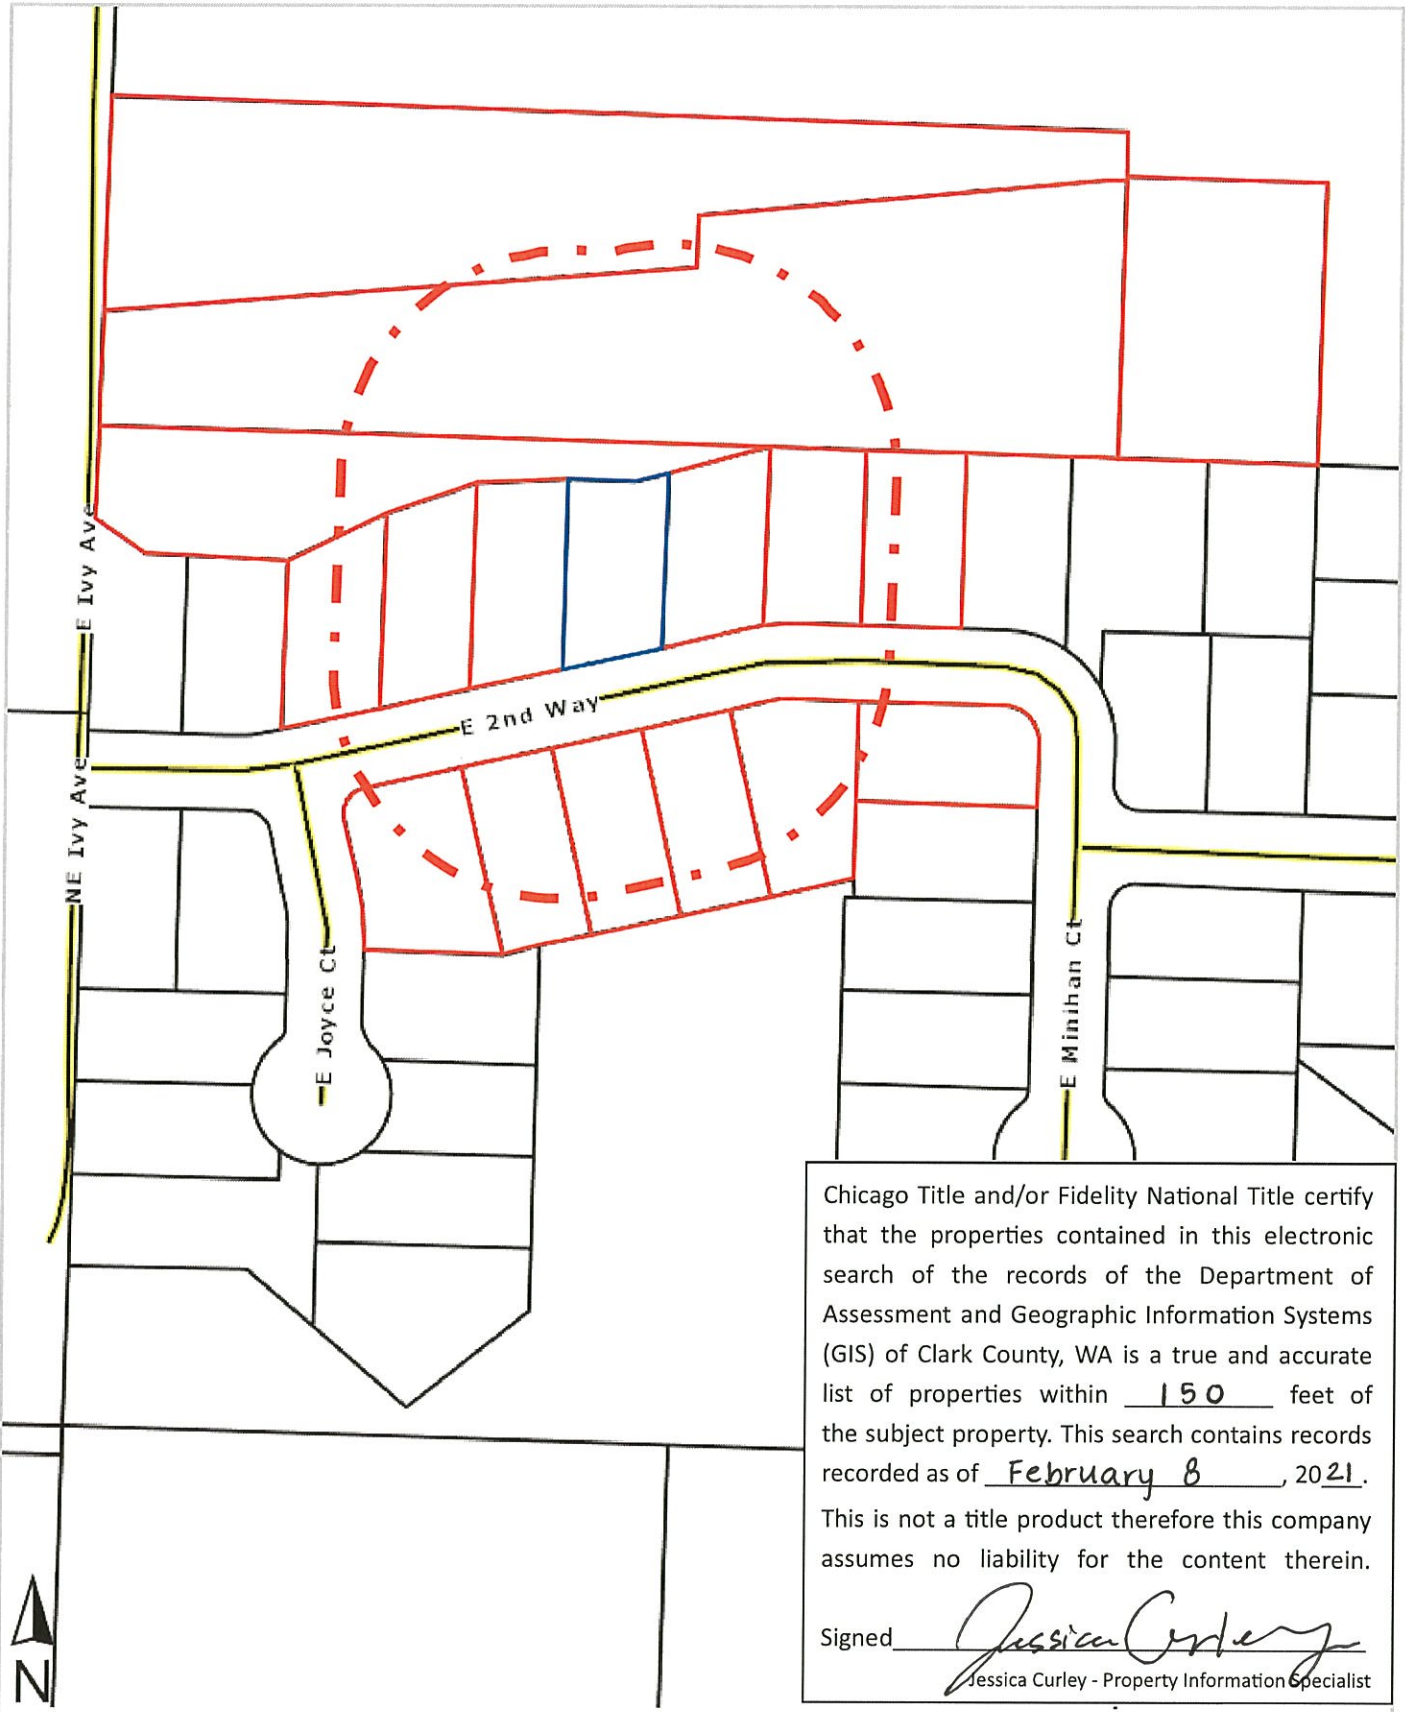 E Ivy Ave
E 2nd Way
NE Ivy Ave
E Joyce Ct
E Minihan Ct
Chicago Title and/or Fidelity National Title certify
that the properties contained in this electronic
search of the records of the Department of
Assessment and Geographic Information Systems
(GIS) of Clark County, WA is a true and accurate
list of properties within 150 feet of
the subject property. This search contains records
recorded as of February 8, 2021.
This is not a title product therefore this company
assumes no liability for the content therein.
Signed Jessica Curley
Jessica Curley - Property Information Specialist
N